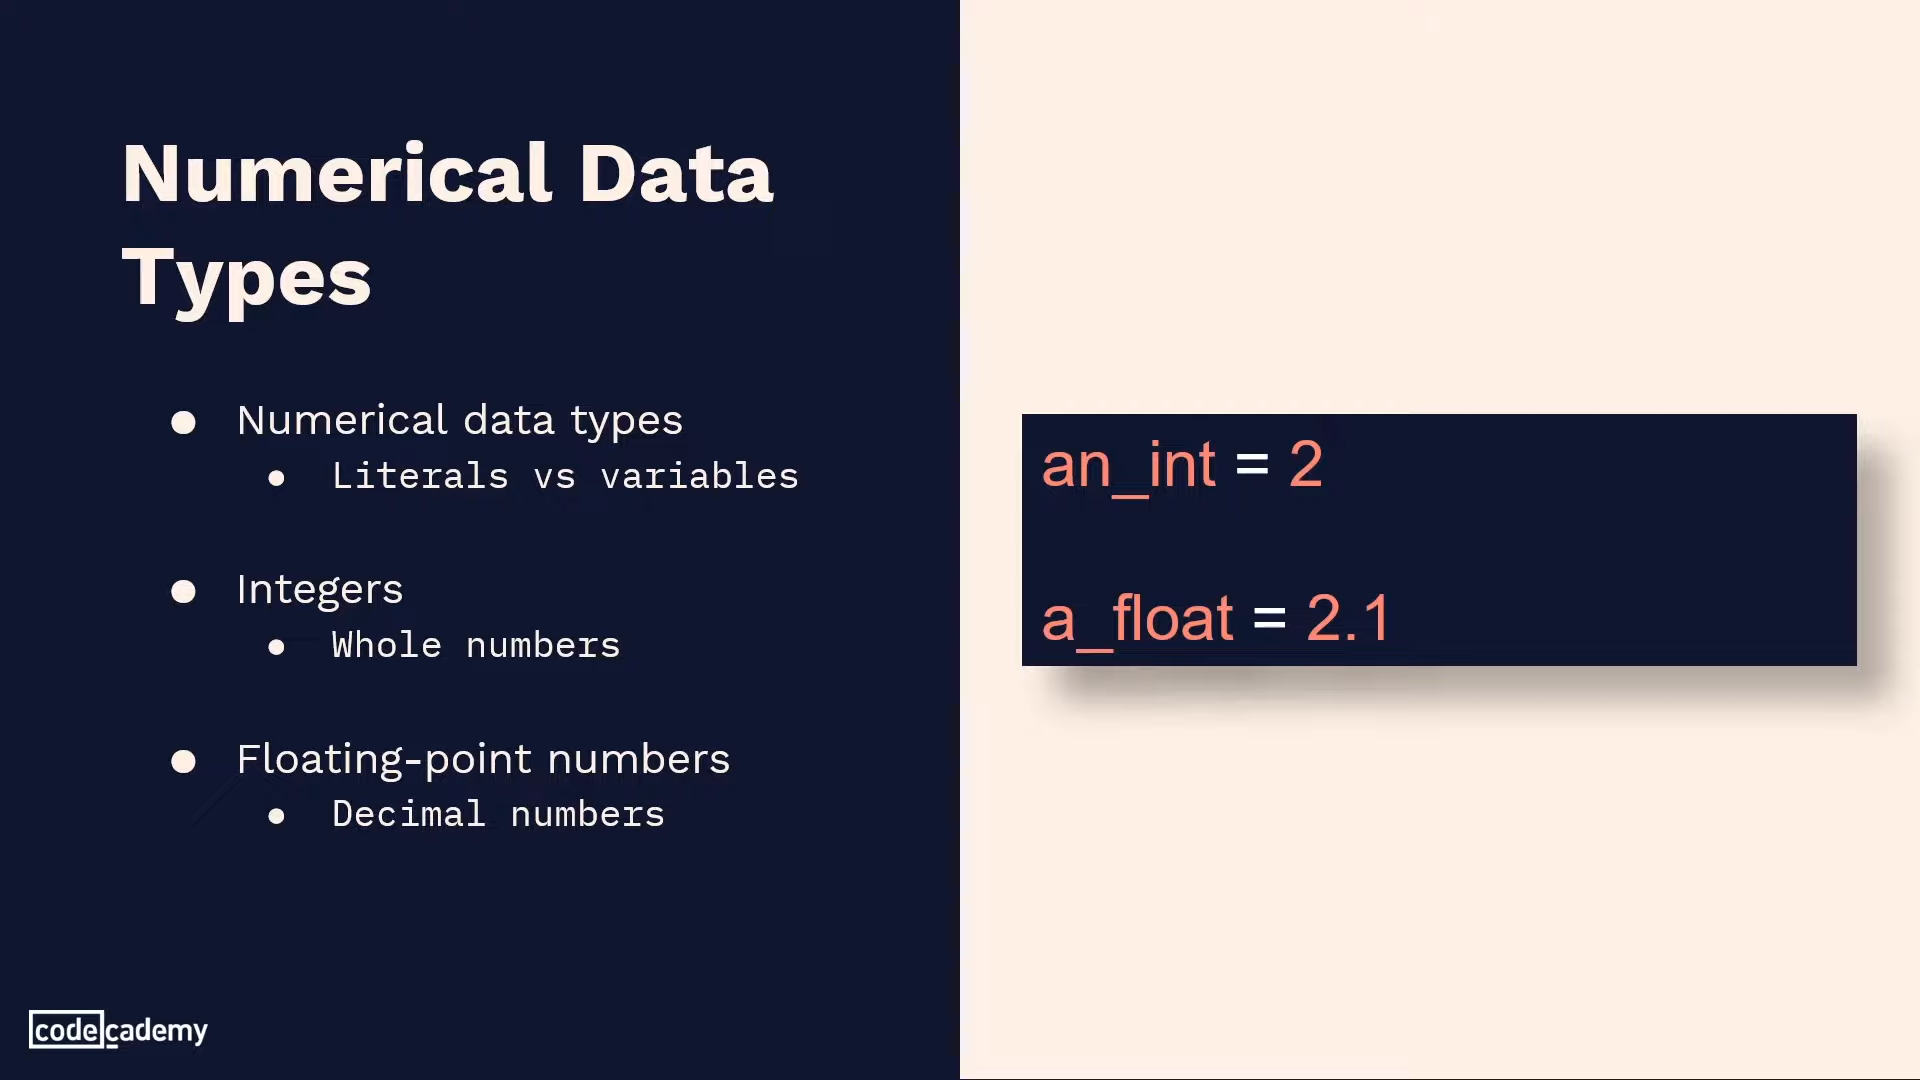 Numerical Data
Types
● Numerical data types
● Literals vs variables
● Integers
● Whole numbers
● Floating-point numbers
● Decimal numbers
an_int = 2
a_float = 2.1
codecademy